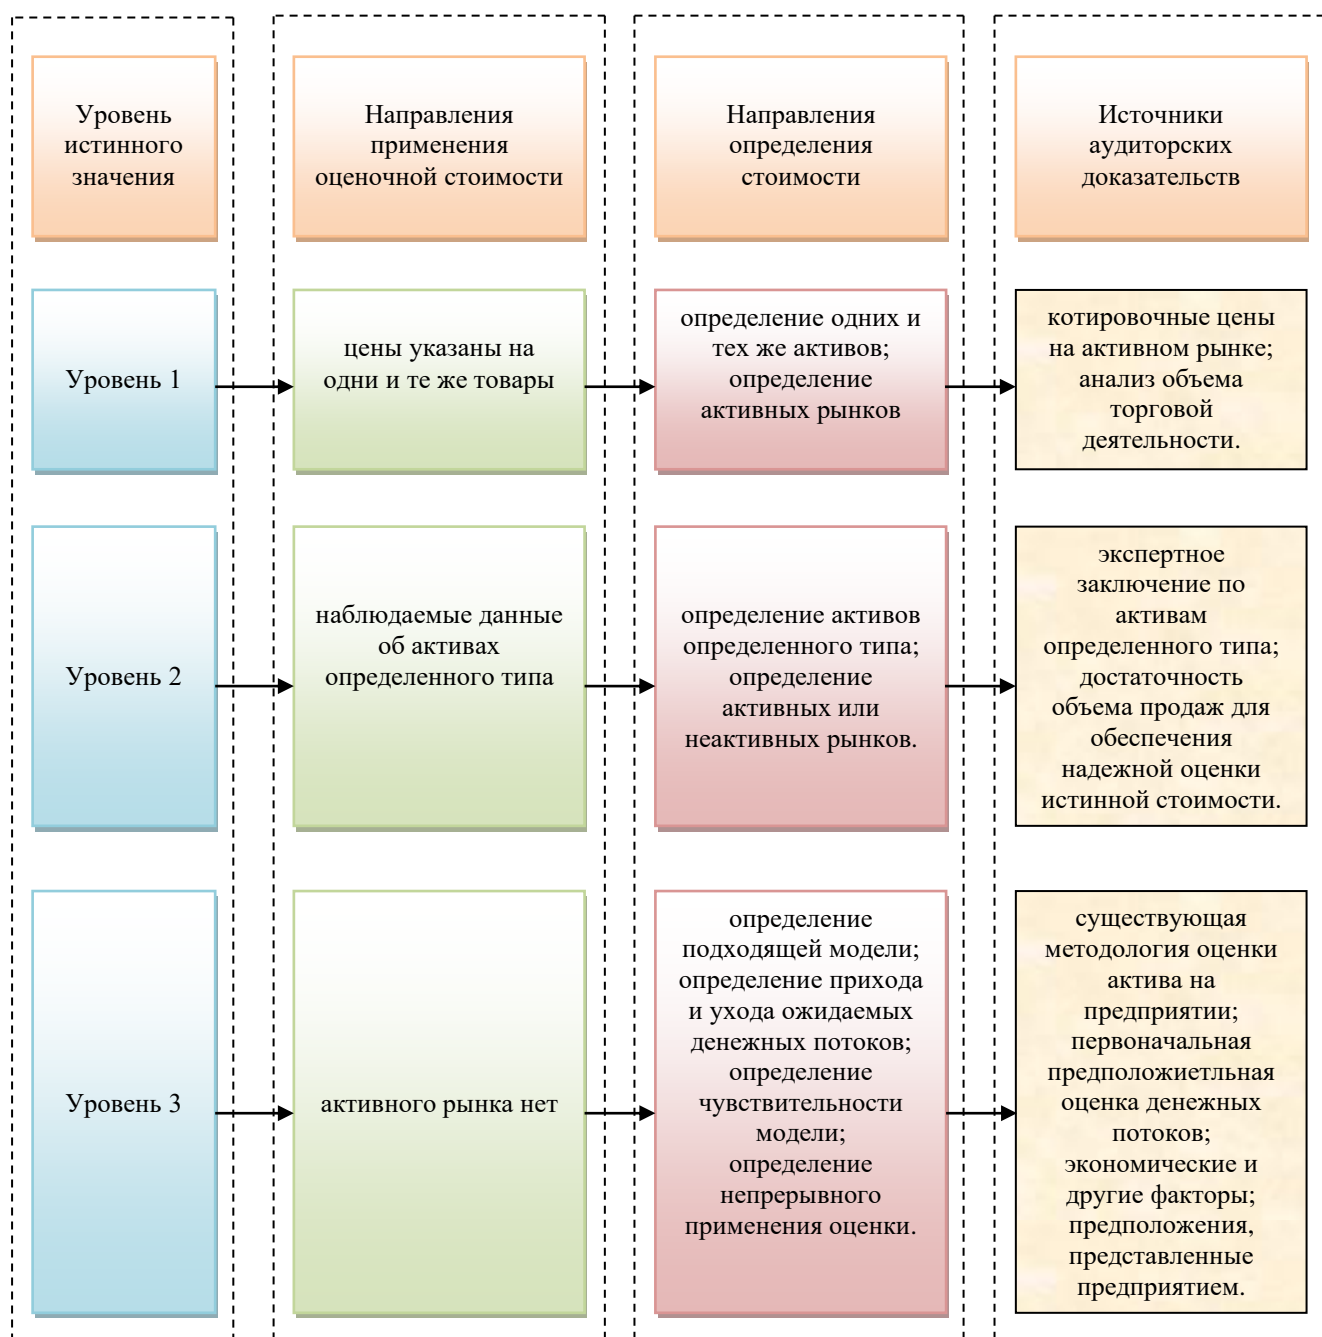 Уровень
истинного
значения
Направления
применения
оценочной стоимости
Направления
определения
стоимости
Источники
аудиторских
доказательств
Уровень 1
цены указаны на
одни и те же товары
определение одних и
тех же активов;
определение
активных рынков
котировочные цены
на активном рынке;
анализ объема
торговой
деятельности.
Уровень 2
наблюдаемые данные
об активах
определенного типа
определение активов
определенного типа;
определение
активных или
неактивных рынков.
экспертное
заключение по
активам
определенного типа;
достаточность
объема продаж для
обеспечения
надежной оценки
истинной стоимости.
Уровень 3
активного рынка нет
определение
подходящей модели;
определение прихода
и ухода ожидаемых
денежных потоков;
определение
чувствительности
модели;
определение
непрерывного
применения оценки.
существующая
методология оценки
актива на
предприятии;
первоначальная
предположиетльная
оценка денежных
потоков;
экономические и
другие факторы;
предположения,
представленные
предприятием.